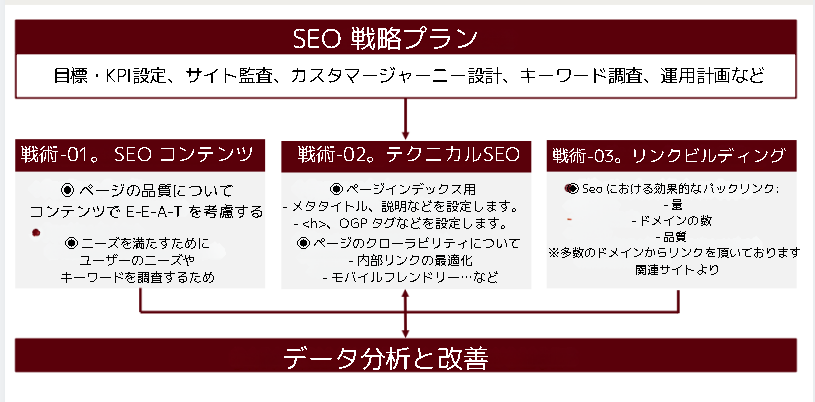 SEO 戦略プラン
目標・KPI設定、サイト監査、カスタマージャーニー設計、キーワード調査、運用計画など
戦術-01。 SEO コンテンツ
◉ ページの品質について
コンテンツで E-E-A-T を考慮する
◉ ニーズを満たすために
ユーザーのニーズや
キーワードを調査するため
戦術-02。テクニカルSEO
◉ ページインデックス用
- メタタイトル、説明などを設定します。
- <h>、OGP タグなどを設定します。
◉ ページのクローラビリティについて
- 内部リンクの最適化
- モバイルフレンドリー…など
戦術-03。リンクビルディング
◉ Seo における効果的なバックリンク:
- 量
- ドメインの数
- 品質
※多数のドメインからリンクを頂いております
関連サイトより
データ分析と改善